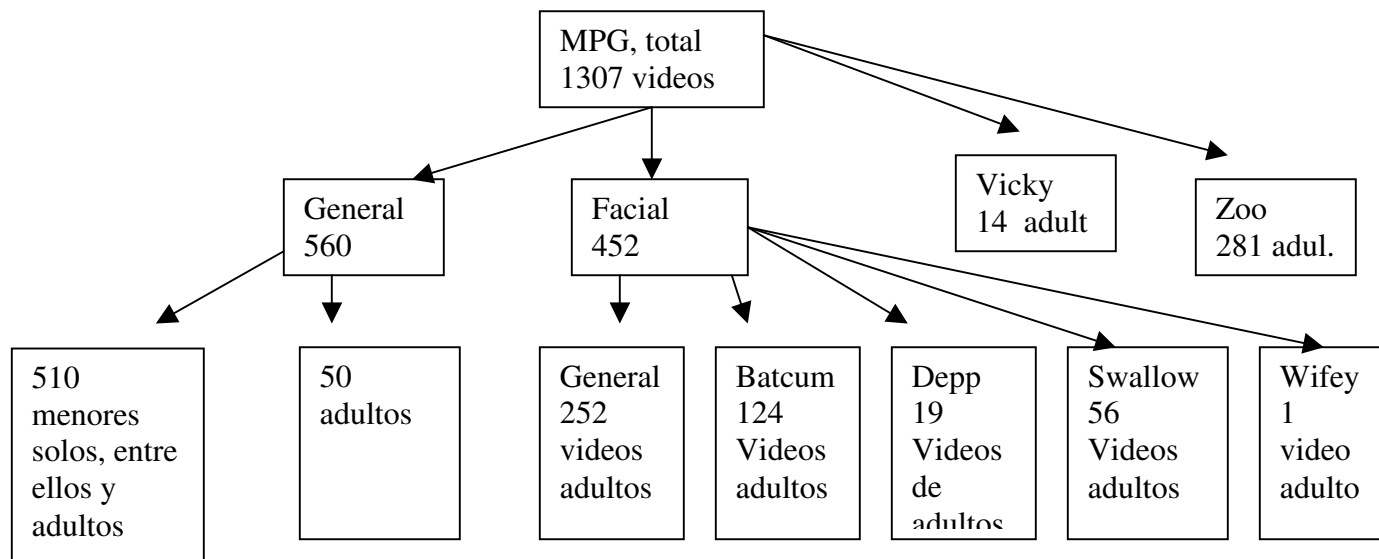 MPG, total
1307 videos
General
560
Facial
452
Vicky
14 adult
Zoo
281 adul.
510
menores
solos, entre
ellos y
adultos
50
adultos
General
252
videos
adultos
Batcum
124
Videos
adultos
Depp
19
Videos
de
adultos
Swallow
56
Videos
adultos
Wifey
1
video
adulto